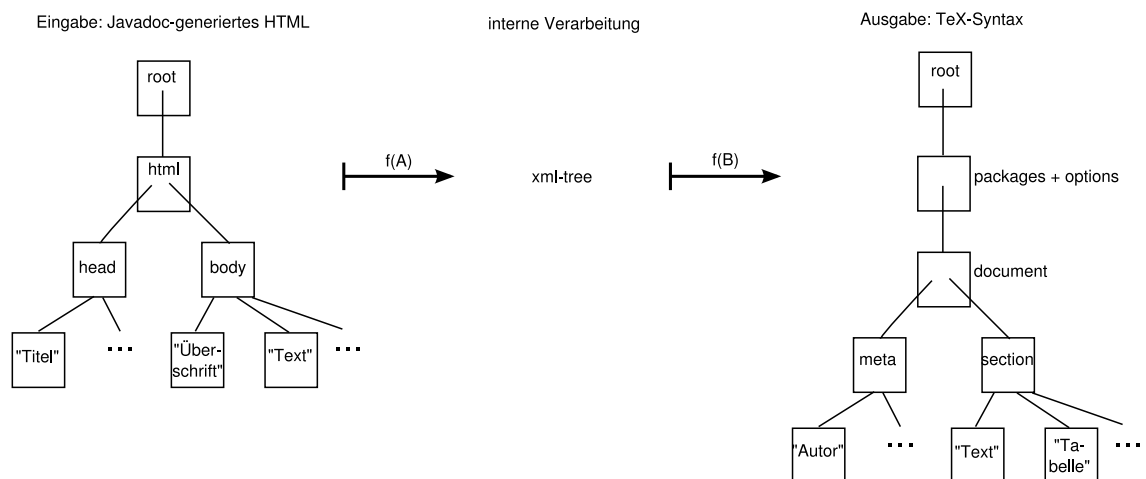 Eingabe: Javadoc-generiertes HTML
interne Verarbeitung
Ausgabe: TeX-Syntax
root
html
head
body
"Titel"
...
"Über-
schrift"
"Text"
...
f(A)
xml-tree
f(B)
root
packages + options
document
meta
section
"Autor"
...
"Text"
"Ta-
belle"
...